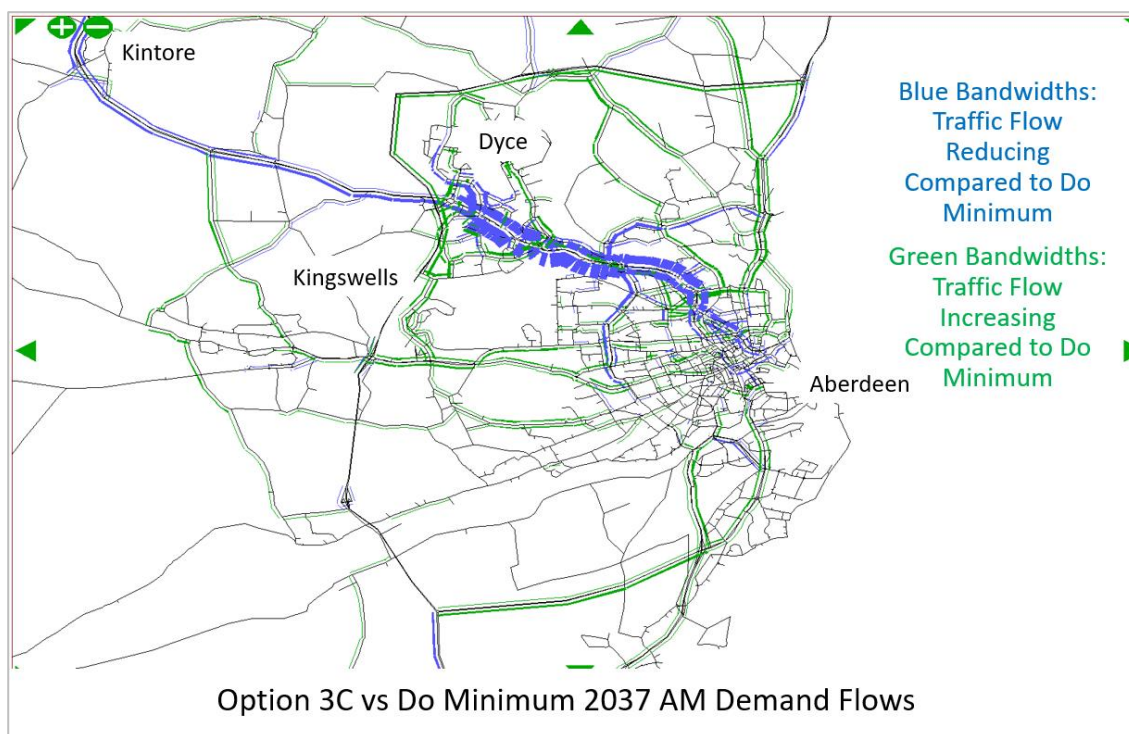 Kintore
Dyce
Kingswells
Aberdeen
Blue Bandwidths:
Traffic Flow
Reducing
Compared to Do
Minimum
Green Bandwidths:
Traffic Flow
Increasing
Compared to Do
Minimum
Option 3C vs Do Minimum 2037 AM Demand Flows